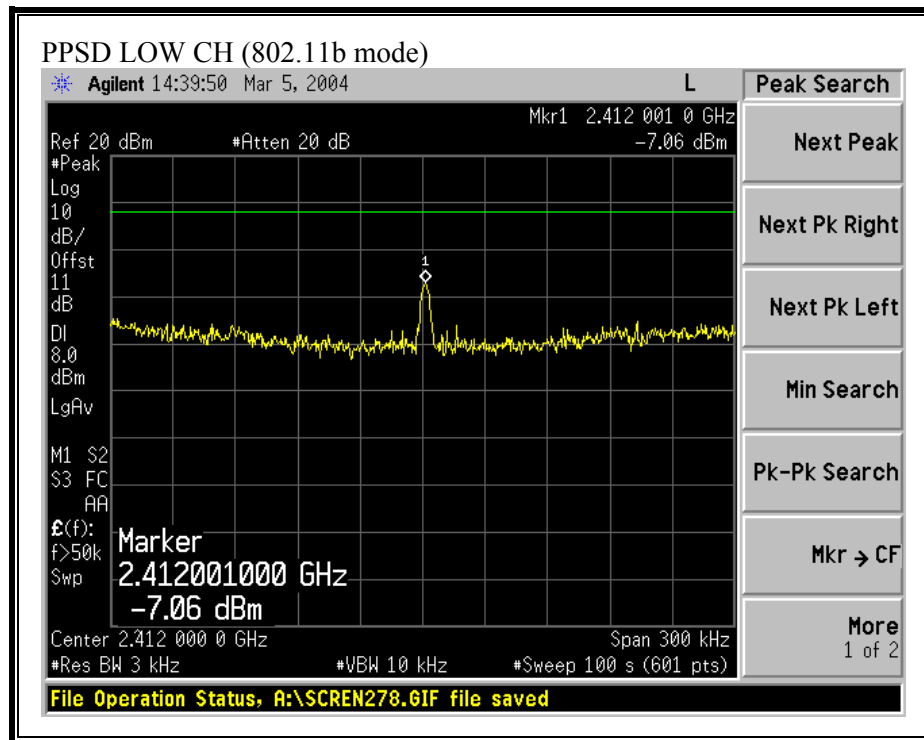 PPSD LOW CH (802.11b mode)
Agilent 14:39:50 Mar 5, 2004 L
Mkr1 2.412 001 0 GHz
Ref 20 dBm #Atten 20 dB -7.06 dBm
#Peak
Log
10
dB/
Offst
11
dB
DI
8.0
dBm
LgAv
M1 S2
S3 FC
AA
£(f):
f>50k
Swp
1
Marker
2.412001000 GHz
-7.06 dBm
Center 2.412 000 0 GHz Span 300 kHz
#Res BW 3 kHz #VBW 10 kHz #Sweep 100 s (601 pts)
File Operation Status, A:\SCREN278.GIF file saved
Peak Search
Next Peak
Next Pk Right
Next Pk Left
Min Search
Pk-Pk Search
Mkr → CF
More
1 of 2